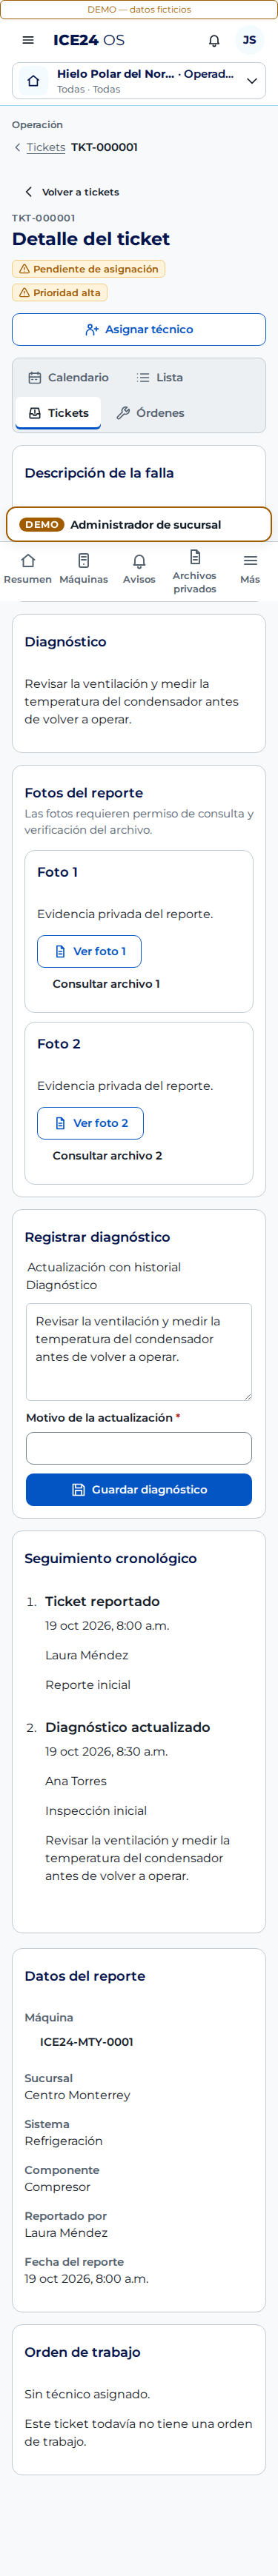 DEMO — datos ficticios
ICE24 OS
JS
Hielo Polar del Nor... · Operad...
Todas · Todas
Operación
Tickets TKT-000001
Volver a tickets
TKT-000001
Detalle del ticket
Pendiente de asignación
Prioridad alta
Asignar técnico
Calendario
Lista
Tickets
Órdenes
Descripción de la falla
DEMO Administrador de sucursal
Resumen
Máquinas
Avisos
Archivos
privados
Más
Diagnóstico
Revisar la ventilación y medir la
temperatura del condensador antes
de volver a operar.
Fotos del reporte
Las fotos requieren permiso de consulta y
verificación del archivo.
Foto 1
Evidencia privada del reporte.
Ver foto 1
Consultar archivo 1
Foto 2
Evidencia privada del reporte.
Ver foto 2
Consultar archivo 2
Registrar diagnóstico
Actualización con historial
Diagnóstico
Revisar la ventilación y medir la
temperatura del condensador
antes de volver a operar.
Motivo de la actualización *
Guardar diagnóstico
Seguimiento cronológico
1. Ticket reportado
19 oct 2026, 8:00 a.m.
Laura Méndez
Reporte inicial
2. Diagnóstico actualizado
19 oct 2026, 8:30 a.m.
Ana Torres
Inspección inicial
Revisar la ventilación y medir la
temperatura del condensador
antes de volver a operar.
Datos del reporte
Máquina
ICE24-MTY-0001
Sucursal
Centro Monterrey
Sistema
Refrigeración
Componente
Compresor
Reportado por
Laura Méndez
Fecha del reporte
19 oct 2026, 8:00 a.m.
Orden de trabajo
Sin técnico asignado.
Este ticket todavía no tiene una orden
de trabajo.